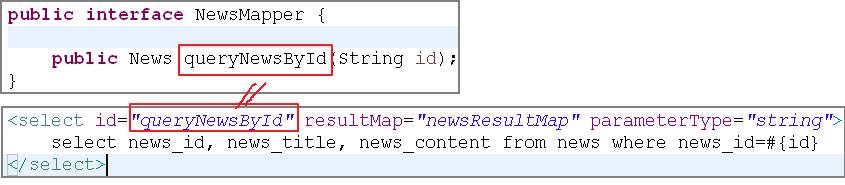 public interface NewsMapper {
public News queryNewsById(String id);
}
<select id="queryNewsById" resultMap="newsResultMap" parameterType="string">
select news_id, news_title, news_content from news where news_id=#{id}
</select>